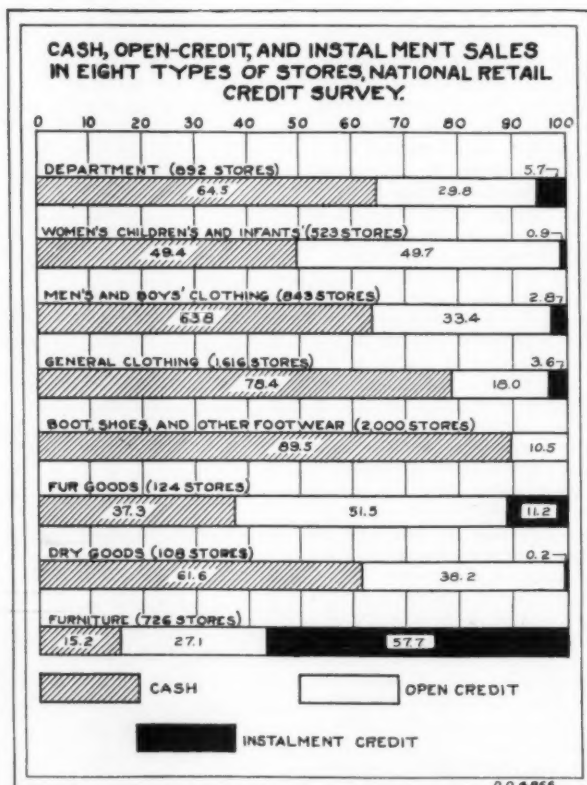 CASH, OPEN-CREDIT, AND INSTALMENT SALES
IN EIGHT TYPES OF STORES, NATIONAL RETAIL
CREDIT SURVEY.
0 10 20 30 40 50 60 70 80 90 100
DEPARTMENT (892 STORES) 5.7
64.5 29.8
WOMEN'S CHILDREN'S AND INFANTS' (523 STORES) 0.9
49.4 49.7
MEN'S AND BOYS' CLOTHING (843 STORES) 2.8
63.8 33.4
GENERAL CLOTHING (1,616 STORES) 3.6
78.4 18.0
BOOT, SHOES, AND OTHER FOOTWEAR (2,000 STORES)
89.5 10.5
FUR GOODS (124 STORES)
37.3 51.5 11.2
DRY GOODS (108 STORES) 0.2
61.6 38.2
FURNITURE (726 STORES)
15.2 27.1 57.7
CASH OPEN CREDIT
INSTALMENT CREDIT